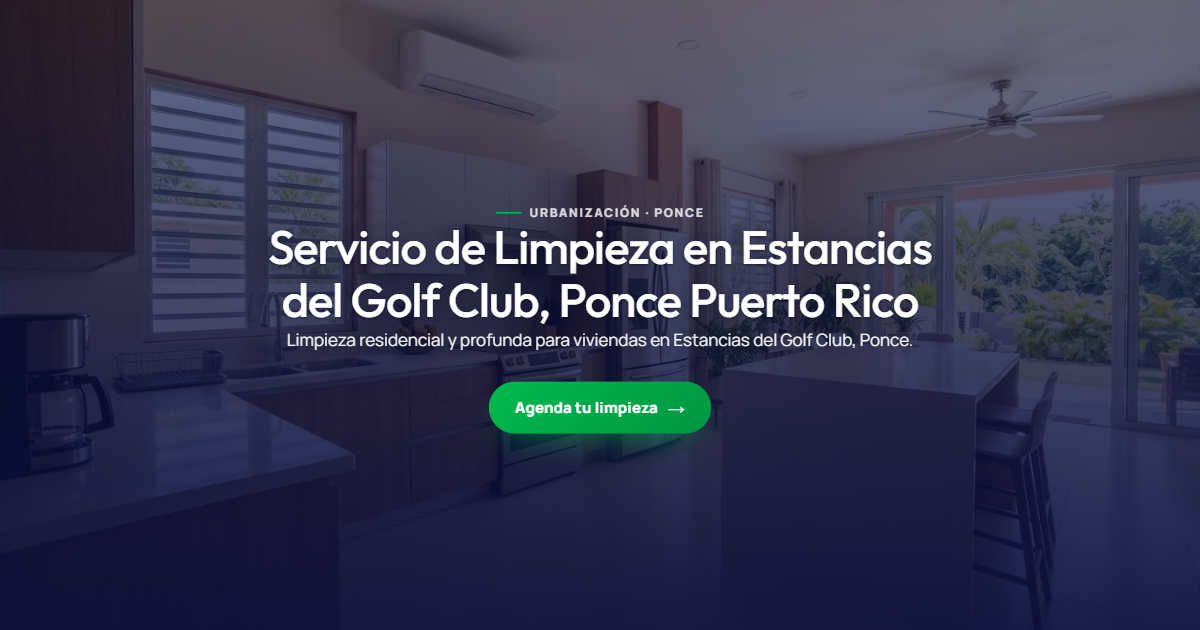 URBANIZACIÓN · PONCE
Servicio de Limpieza en Estancias
del Golf Club, Ponce Puerto Rico
Limpieza residencial y profunda para viviendas en Estancias del Golf Club, Ponce.
Agenda tu limpieza →